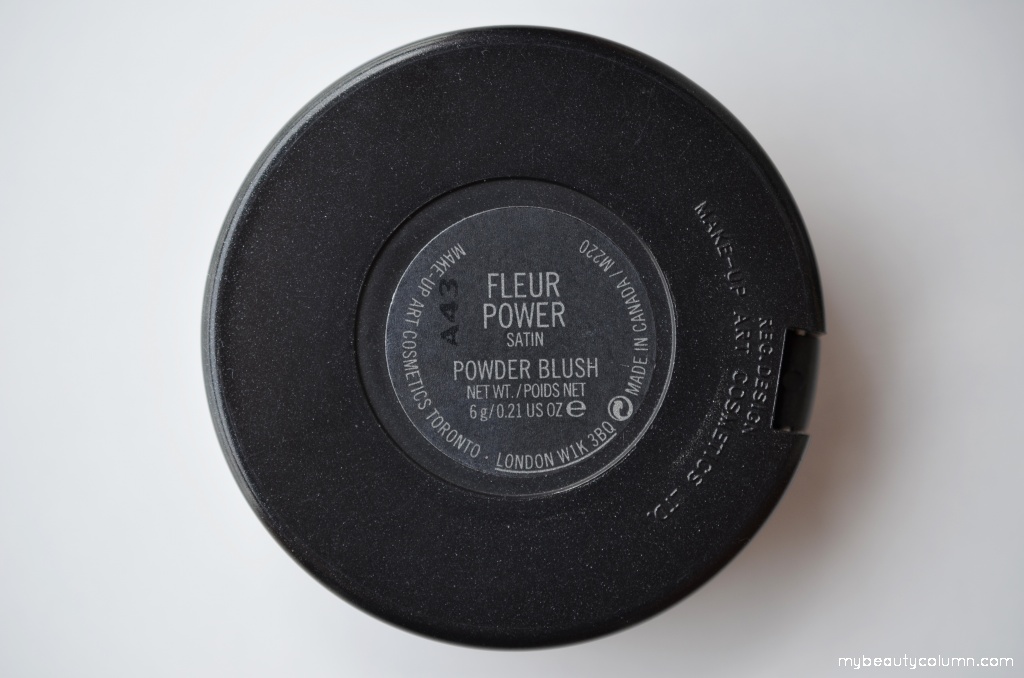 FLEUR
POWER
SATIN
POWDER BLUSH
NET WT. / POIDS NET
6 g/0.21 US OZ e
MAKE-UP ART COSMETICS TORONTO · LONDON W1K 3BQ
MADE IN CANADA / M220
A43
MAKE-UP ART COSMETICS LTD.
REG.DESIGN
mybeautycolumn.com